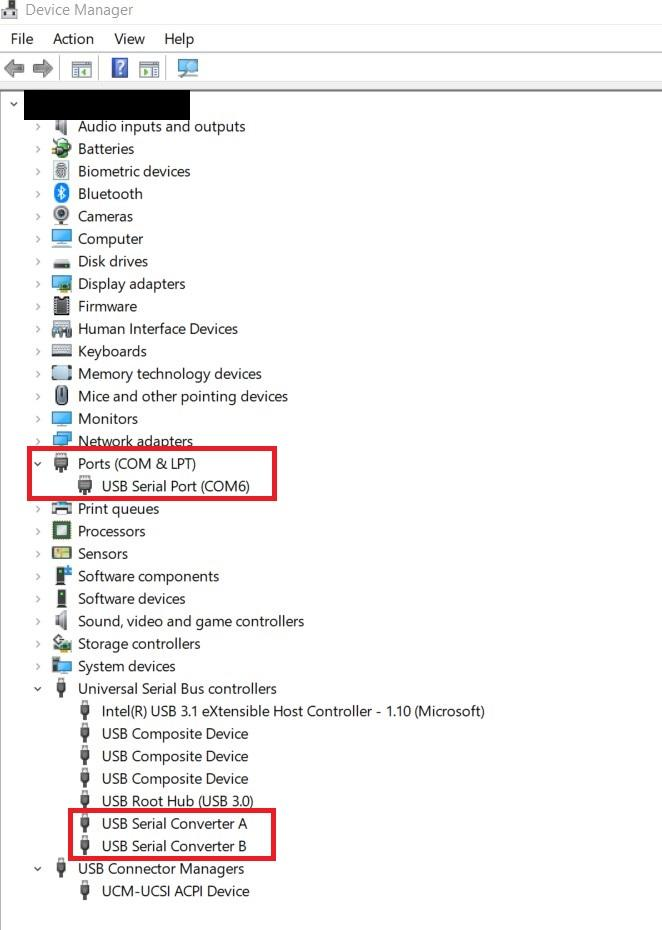 Device Manager
File Action View Help
Audio inputs and outputs
Batteries
Biometric devices
Bluetooth
Cameras
Computer
Disk drives
Display adapters
Firmware
Human Interface Devices
Keyboards
Memory technology devices
Mice and other pointing devices
Monitors
Network adapters
Ports (COM & LPT)
USB Serial Port (COM6)
Print queues
Processors
Sensors
Software components
Software devices
Sound, video and game controllers
Storage controllers
System devices
Universal Serial Bus controllers
Intel(R) USB 3.1 eXtensible Host Controller - 1.10 (Microsoft)
USB Composite Device
USB Composite Device
USB Composite Device
USB Root Hub (USB 3.0)
USB Serial Converter A
USB Serial Converter B
USB Connector Managers
UCM-UCSI ACPI Device